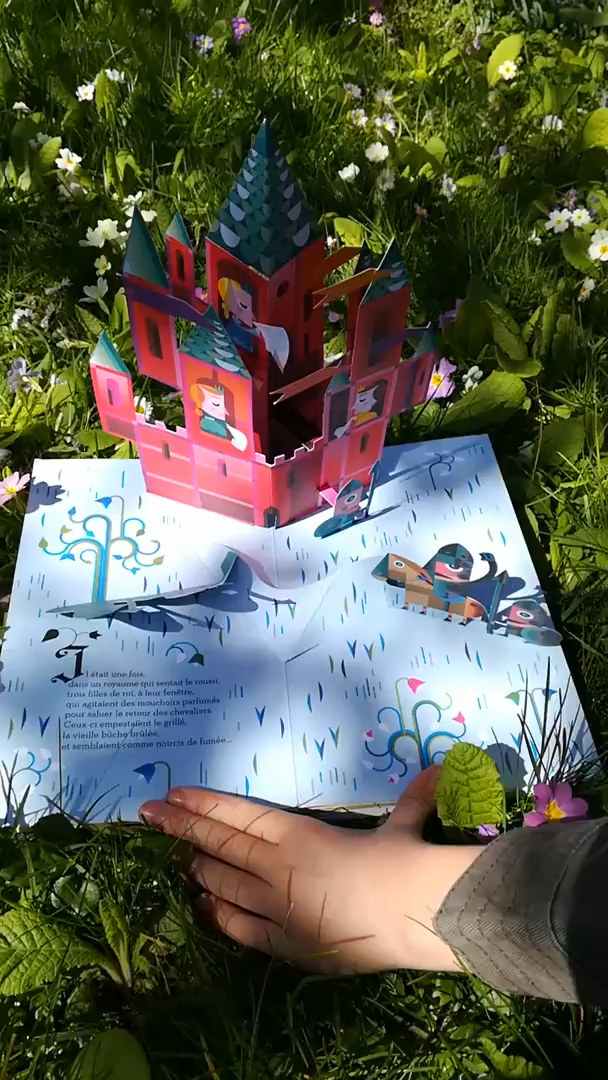 Il était une fois,
dans un royaume qui sentait le roussi,
trois filles de roi, à leur fenêtre,
qui agitaient des mouchoirs parfumés
pour saluer le retour des chevaliers.
Ceux-ci empestaient le grillé,
la vieille bûche brûlée,
et semblaient comme noircis de fumée...